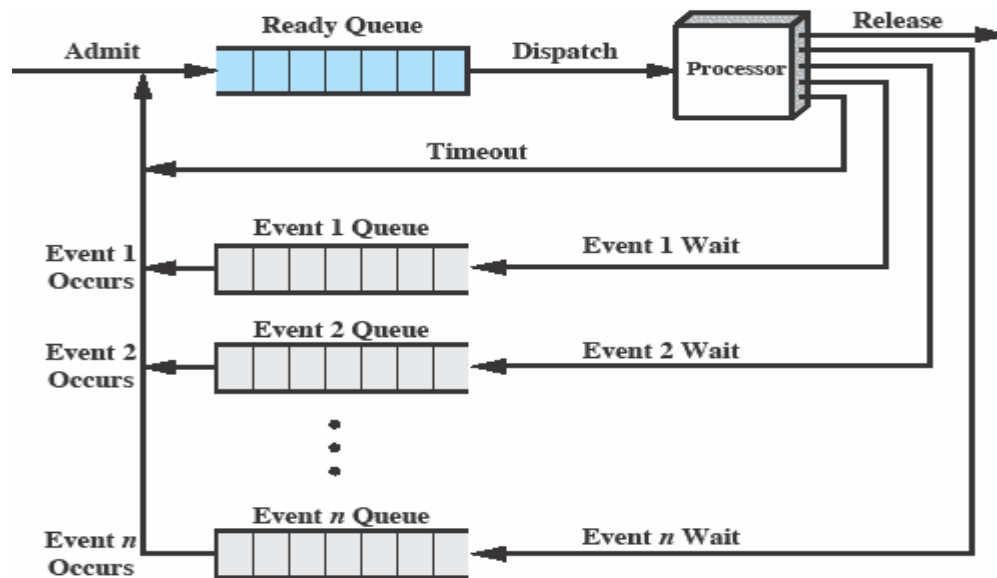 Release
Ready Queue
Admit
Dispatch
Processor
Timeout
Event 1 Queue
Event 1 Wait
Event 1
Occurs
Event 2 Queue
Event 2 Wait
Event 2
Occurs
Event n Queue
Event n Wait
Event n
Occurs